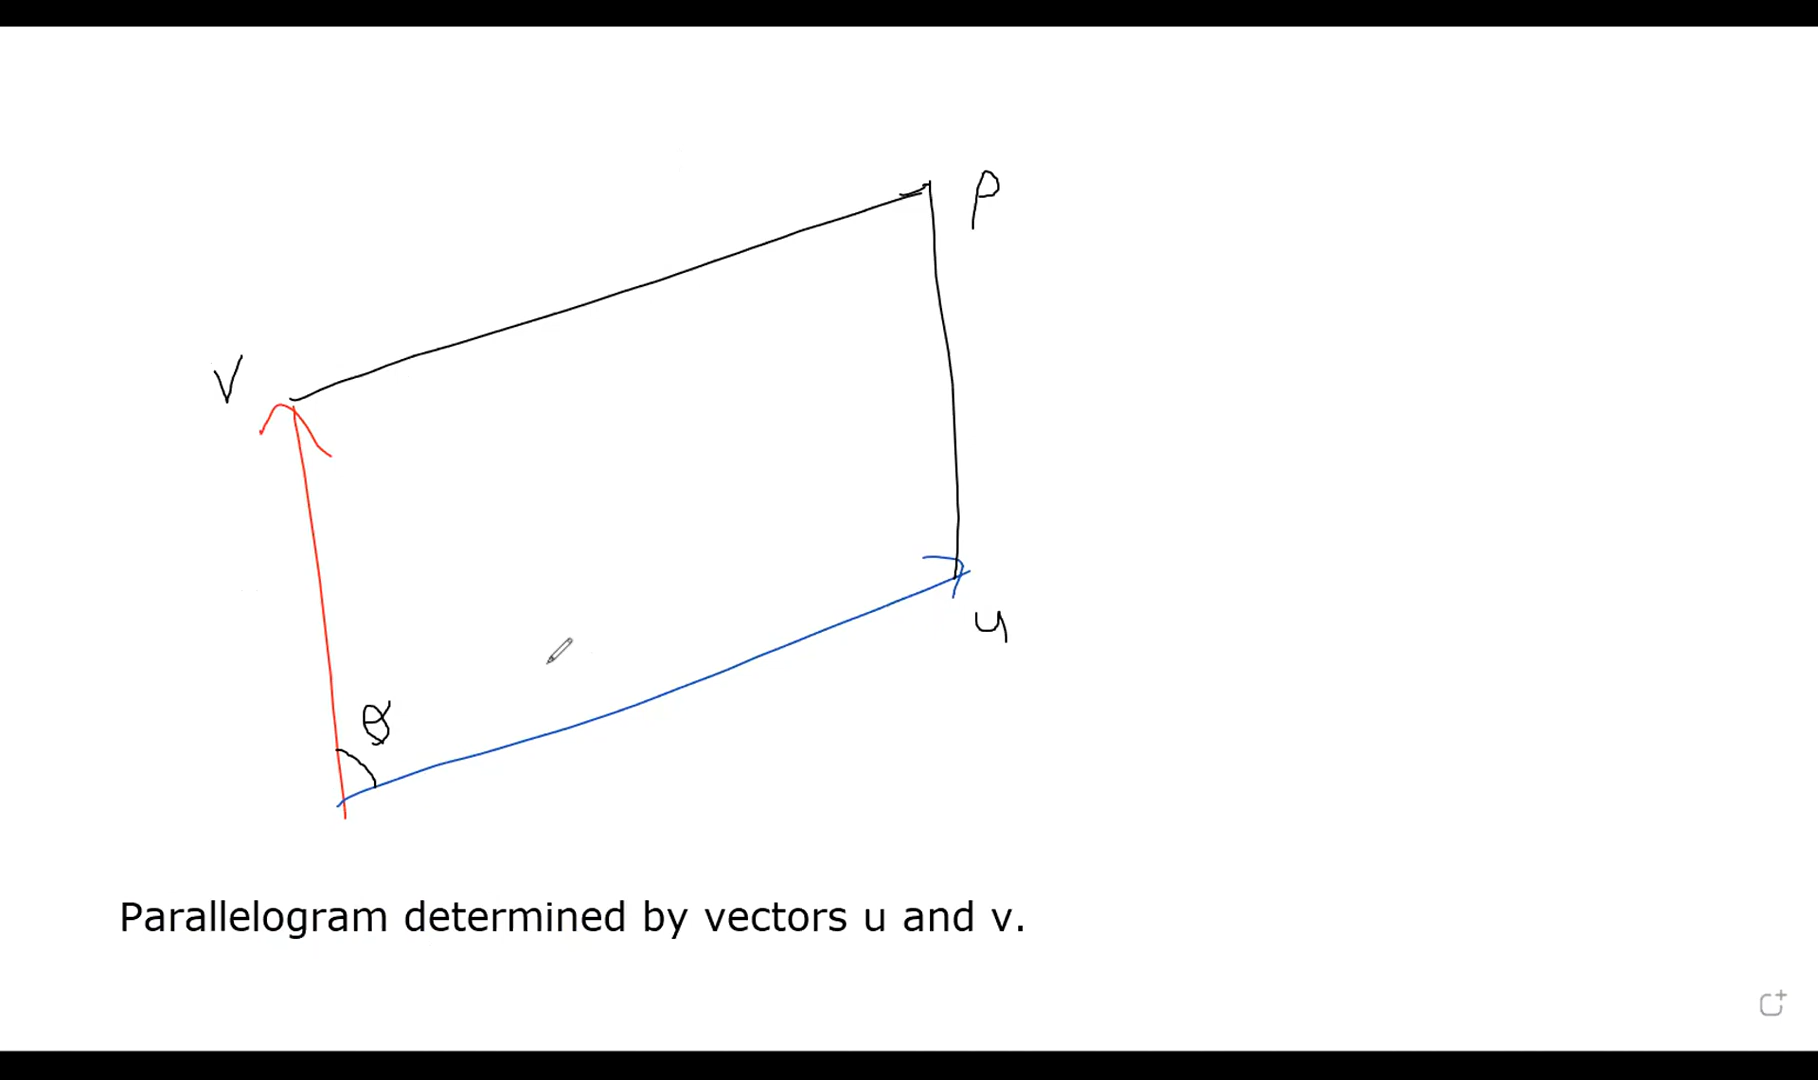 P
V
u
θ
Parallelogram determined by vectors u and v.